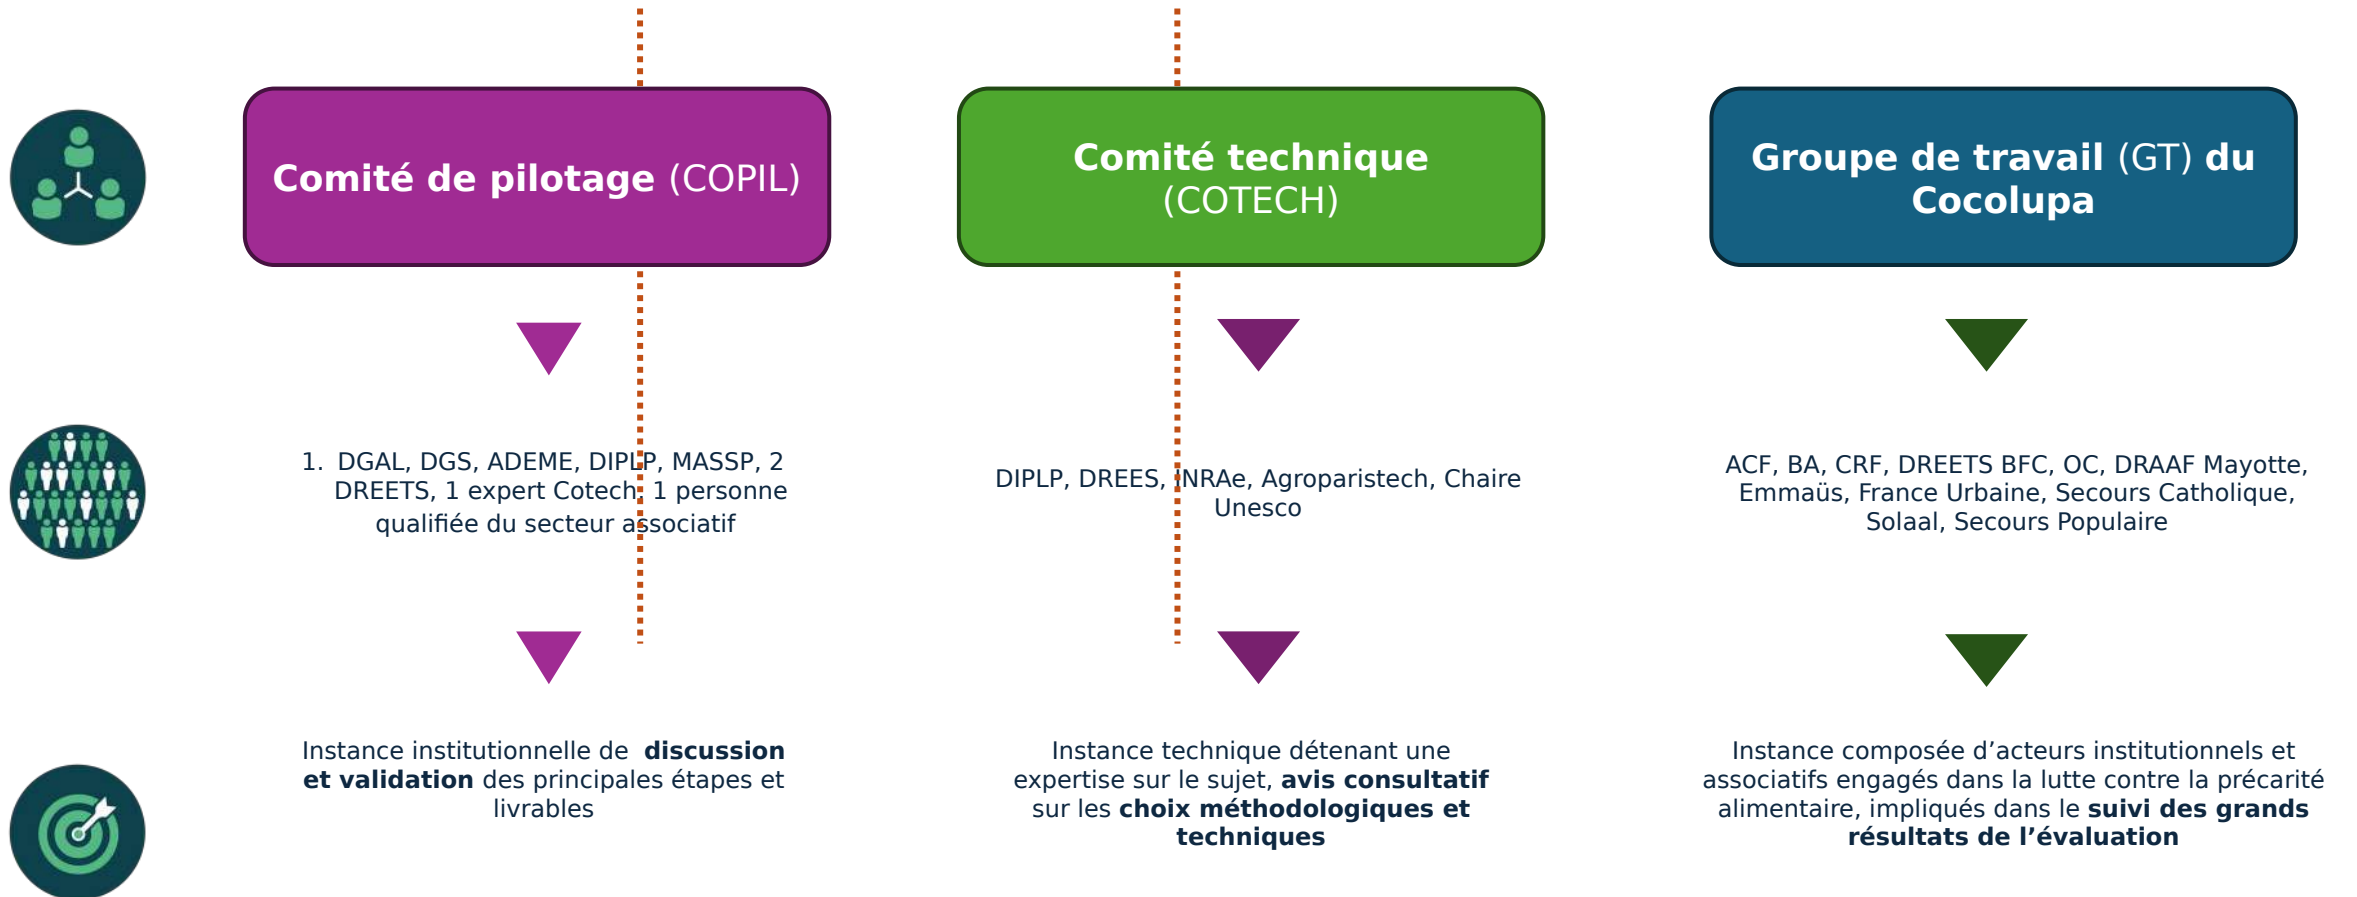 Comité de pilotage (COPIL)
Comité technique
(COTECH)
Groupe de travail (GT) du
Cocolupa
1. DGAL, DGS, ADEME, DIPLP, MASSP, 2
DREETS, 1 expert Cotech, 1 personne
qualifiée du secteur associatif
DIPLP, DREES, INRAe, Agroparistech, Chaire
Unesco
ACF, BA, CRF, DREETS BFC, OC, DRAAF Mayotte,
Emmaüs, France Urbaine, Secours Catholique,
Solaal, Secours Populaire
Instance institutionnelle de discussion
et validation des principales étapes et
livrables
Instance technique détenant une
expertise sur le sujet, avis consultatif
sur les choix méthodologiques et
techniques
Instance composée d’acteurs institutionnels et
associatifs engagés dans la lutte contre la précarité
alimentaire, impliqués dans le suivi des grands
résultats de l’évaluation